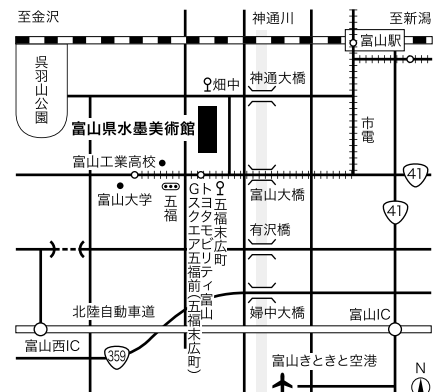 至金沢
神通川
至新潟
富山駅
呉羽山公園
畑中
神通大橋
富山県水墨美術館
市電
富山工業高校
41
富山大学
五福
トヨタモビリティ富山
Gスクエア五福前(五福末広町)
五福末広町
富山大橋
41
有沢橋
北陸自動車道
婦中大橋
富山IC
富山西IC
359
富山きときと空港
N